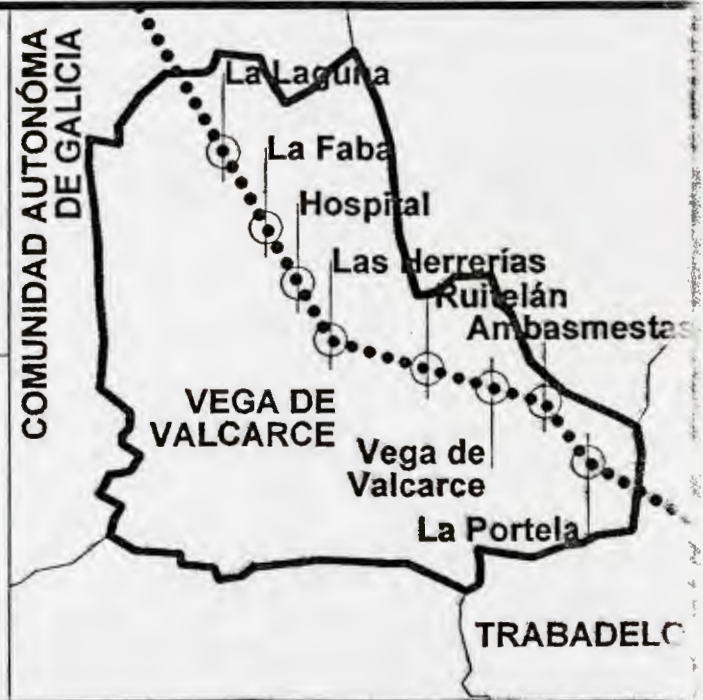 COMUNIDAD AUTONÓMA
DE GALICIA
La Laguna
La Faba
Hospital
Las Herrerías
Ruitelán
Ambasmestas
VEGA DE
VALCARCE
Vega de
Valcarce
La Portela
TRABADELO